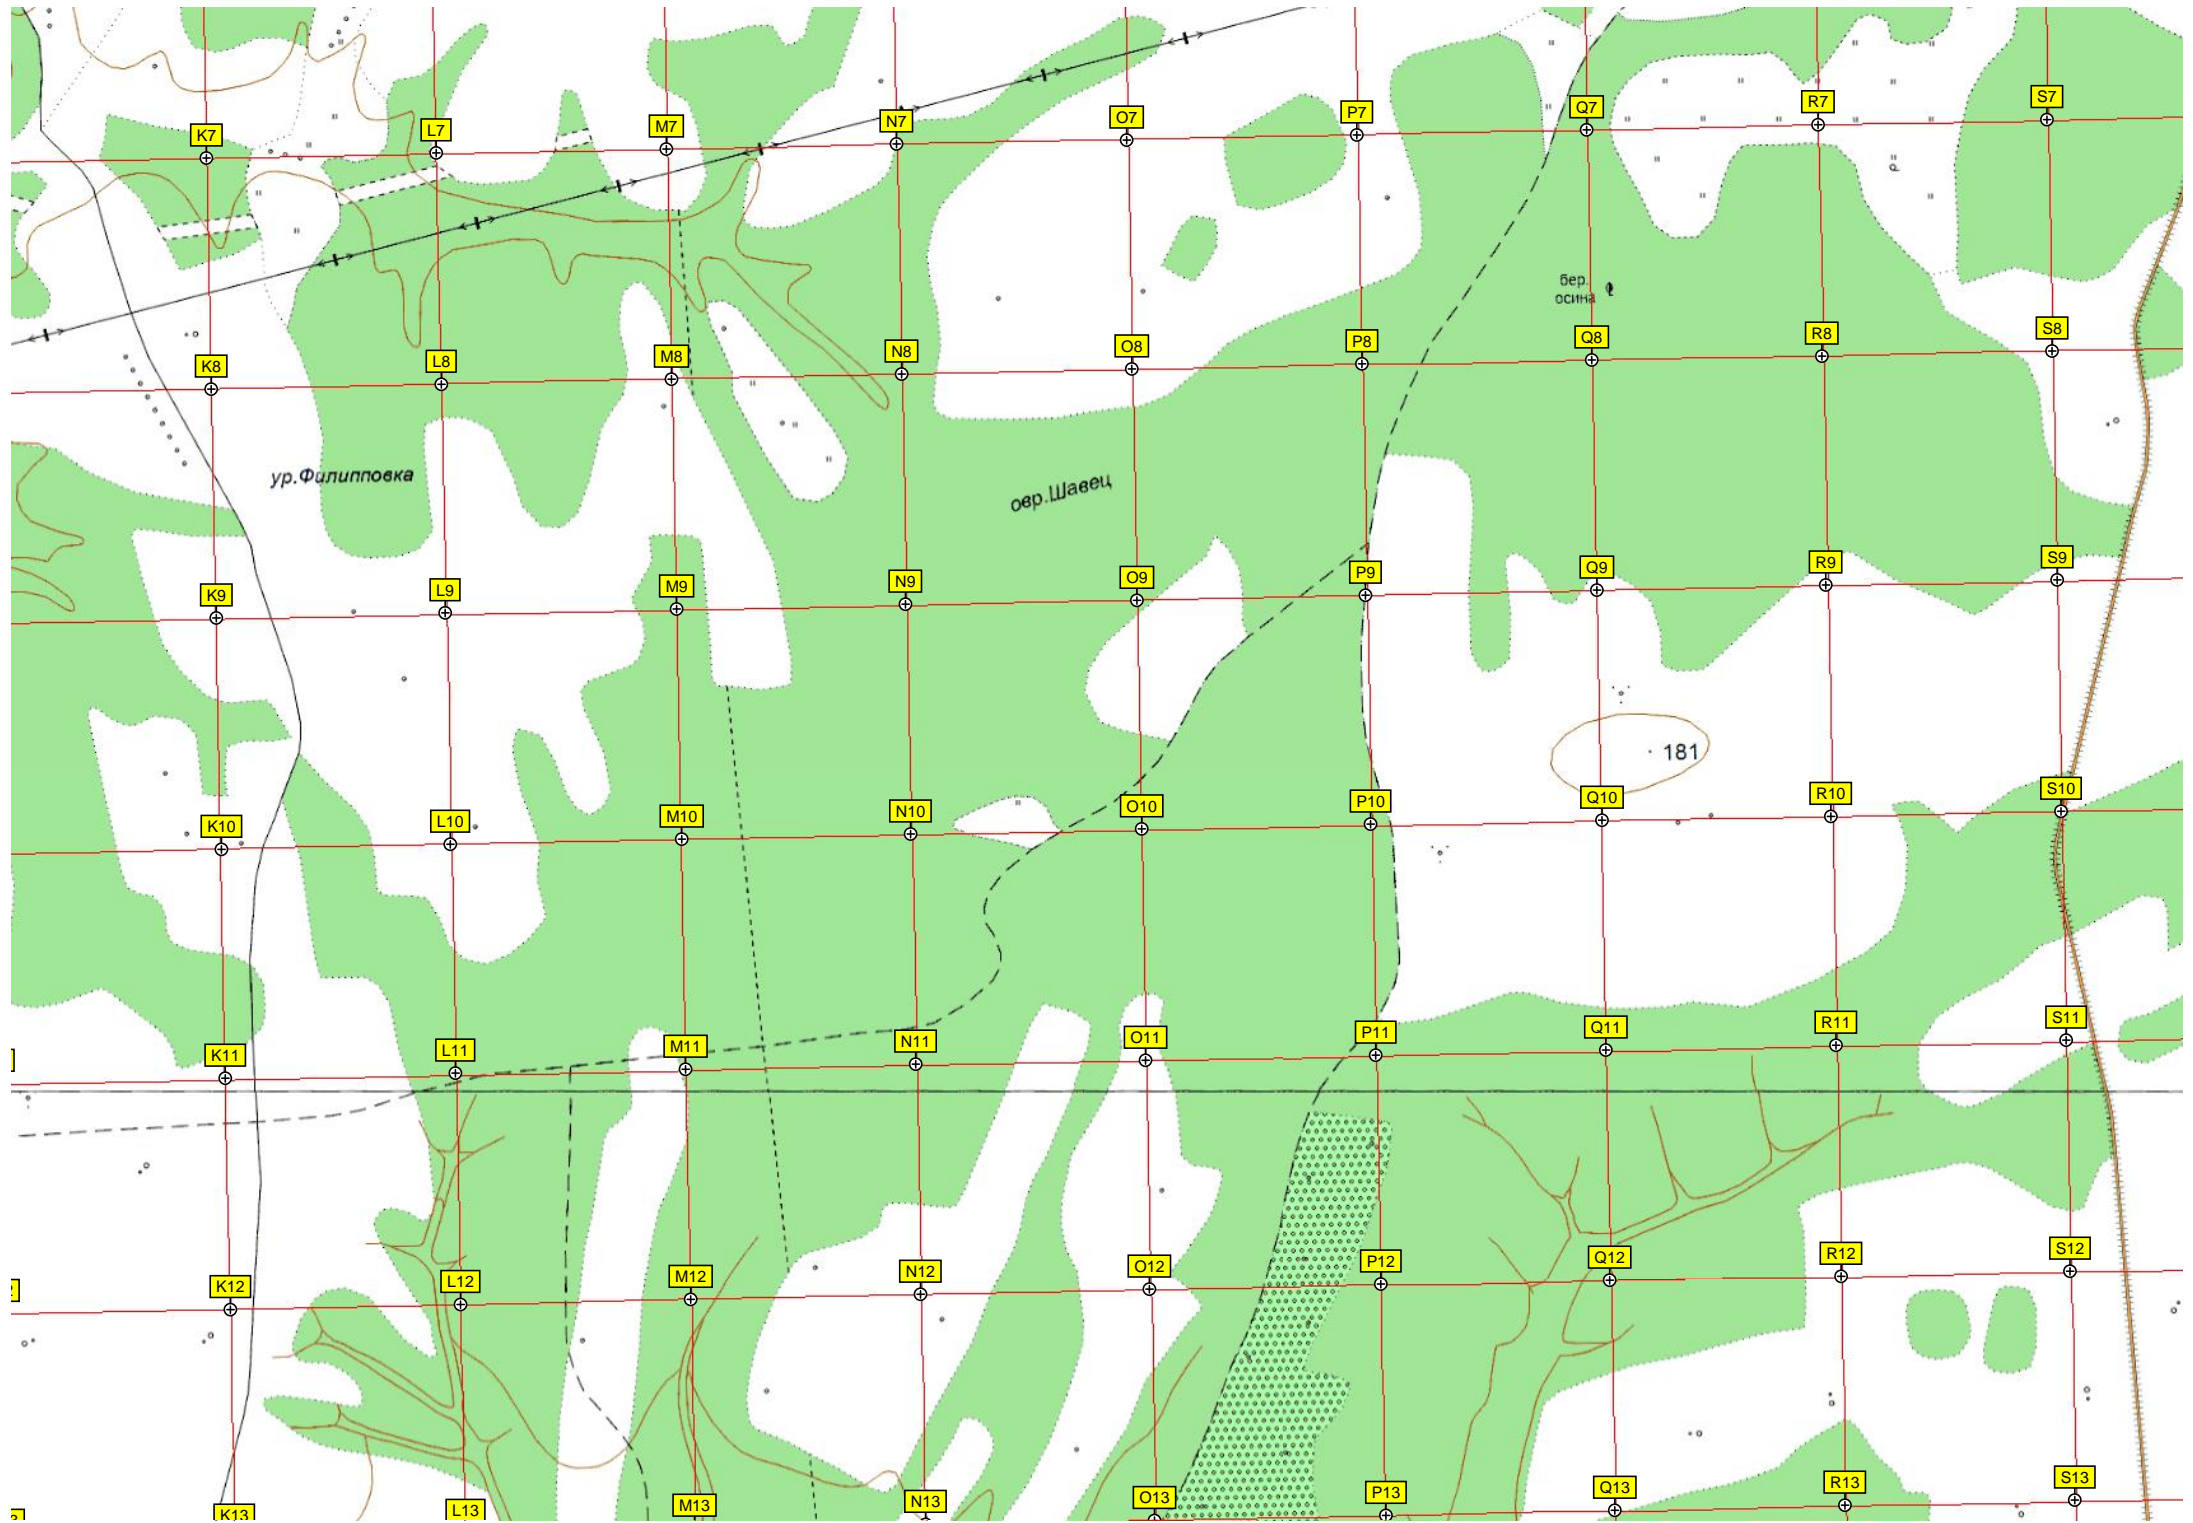 K7 L7 M7 N7 O7 P7 Q7 R7 S7
бер.
осина
K8 L8 M8 N8 O8 P8 Q8 R8 S8
ур.Филипповка
овр.Шавец
K9 L9 M9 N9 O9 P9 Q9 R9 S9
181
K10 L10 M10 N10 O10 P10 Q10 R10 S10
K11 L11 M11 N11 O11 P11 Q11 R11 S11
K12 L12 M12 N12 O12 P12 Q12 R12 S12
K13 L13 M13 N13 O13 P13 Q13 R13 S13